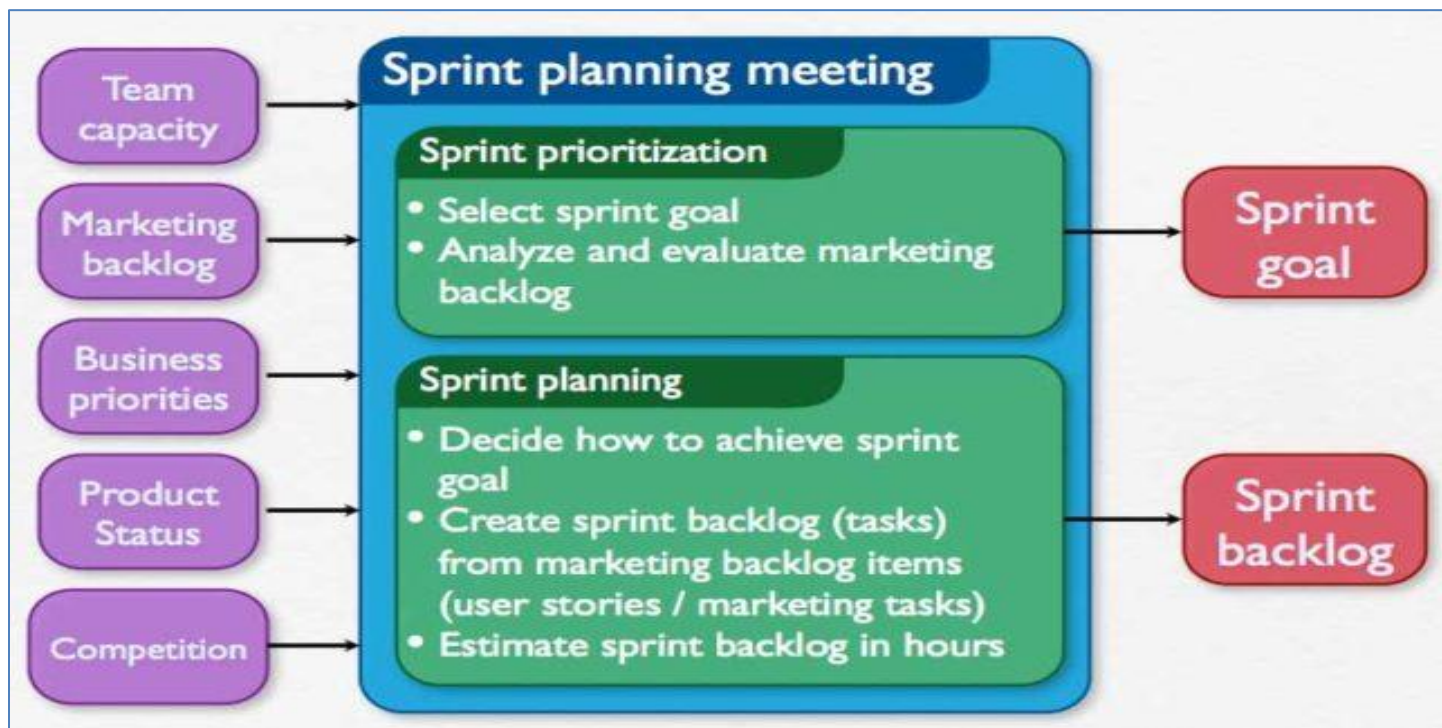 Team
capacity
Marketing
backlog
Business
priorities
Product
Status
Competition
Sprint planning meeting
Sprint prioritization
• Select sprint goal
• Analyze and evaluate marketing
backlog
Sprint planning
• Decide how to achieve sprint
goal
• Create sprint backlog (tasks)
from marketing backlog items
(user stories / marketing tasks)
• Estimate sprint backlog in hours
Sprint
goal
Sprint
backlog